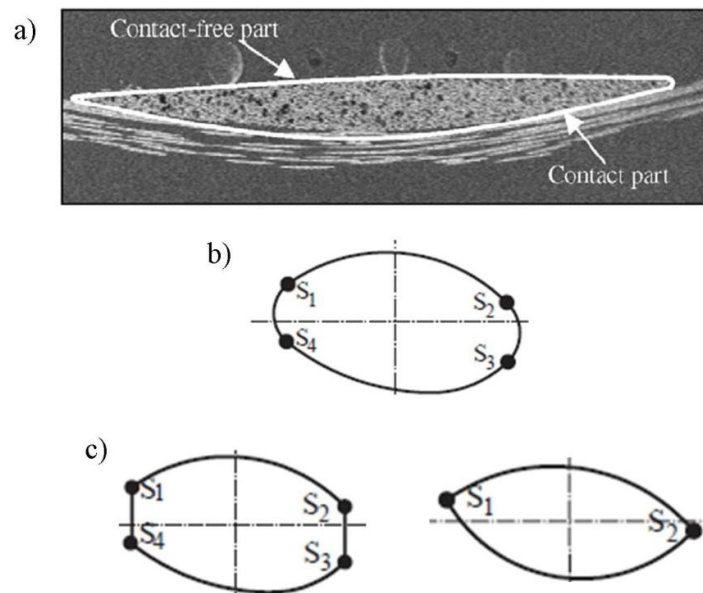 a)
Contact-free part
Contact part
b)
S1
S2
S4
S3
c)
S1
S2
S4
S3
S1
S2